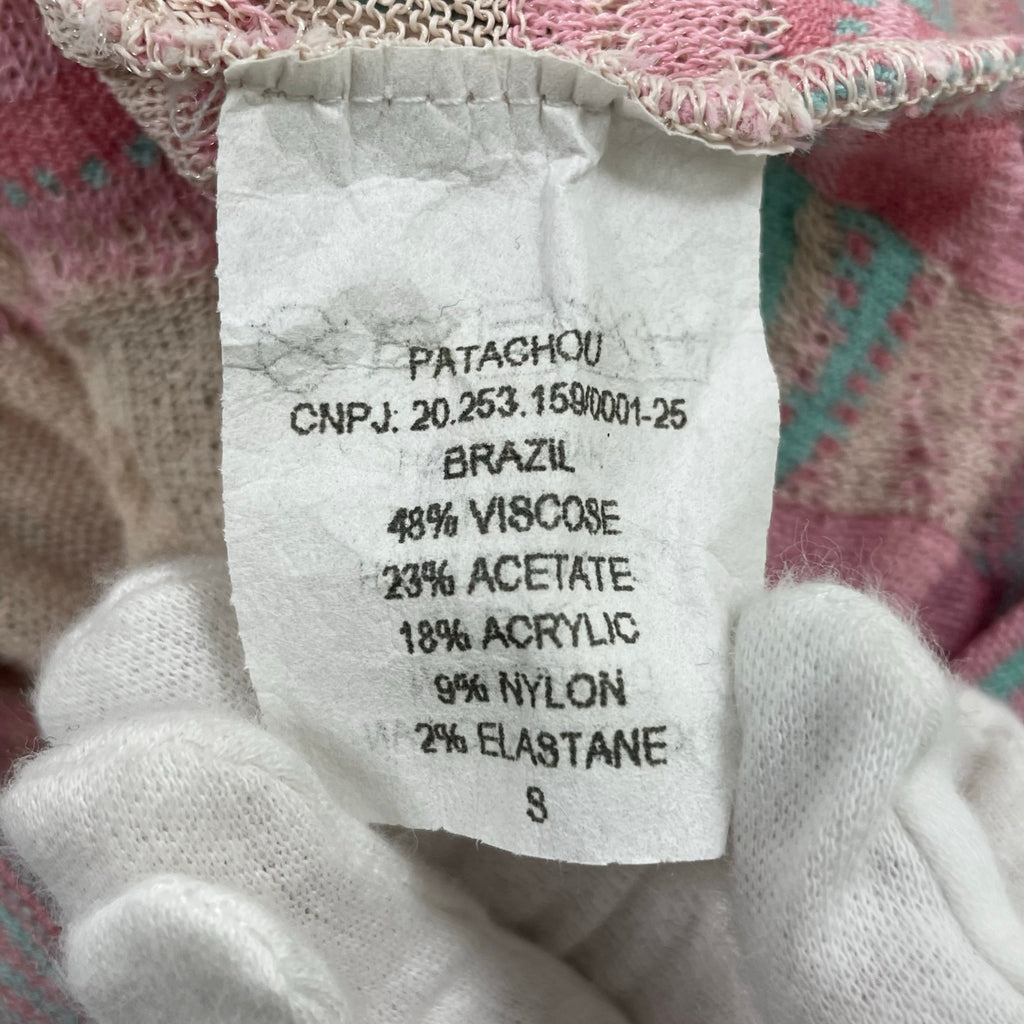 PATACHOU
CNPJ: 20.253.159/0001-25
BRAZIL
48% VISCOSE
23% ACETATE
18% ACRYLIC
9% NYLON
2% ELASTANE
S